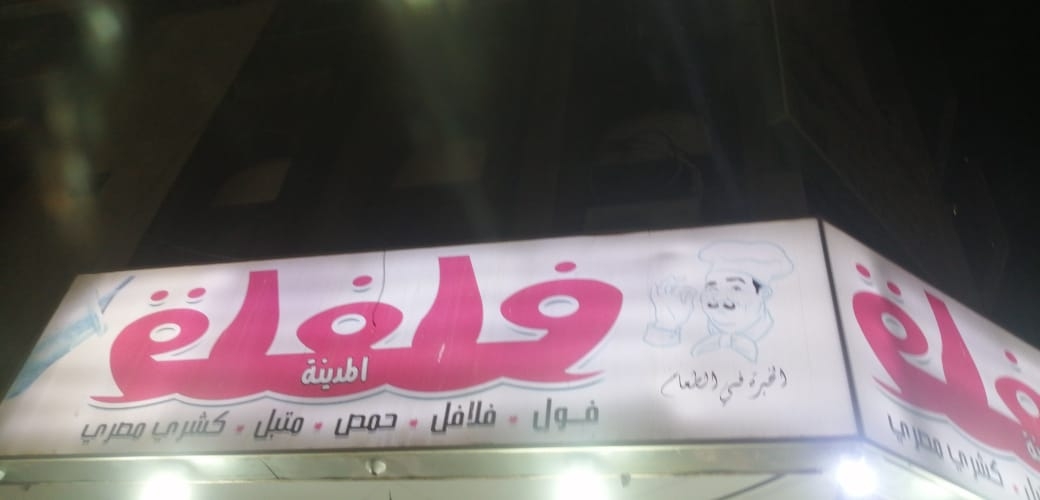 فلفلة
المدينة
الخبرة في الطعام
فول • فلافل • حمص • متبل • كشري مصري
فلفلة
كشري مصري